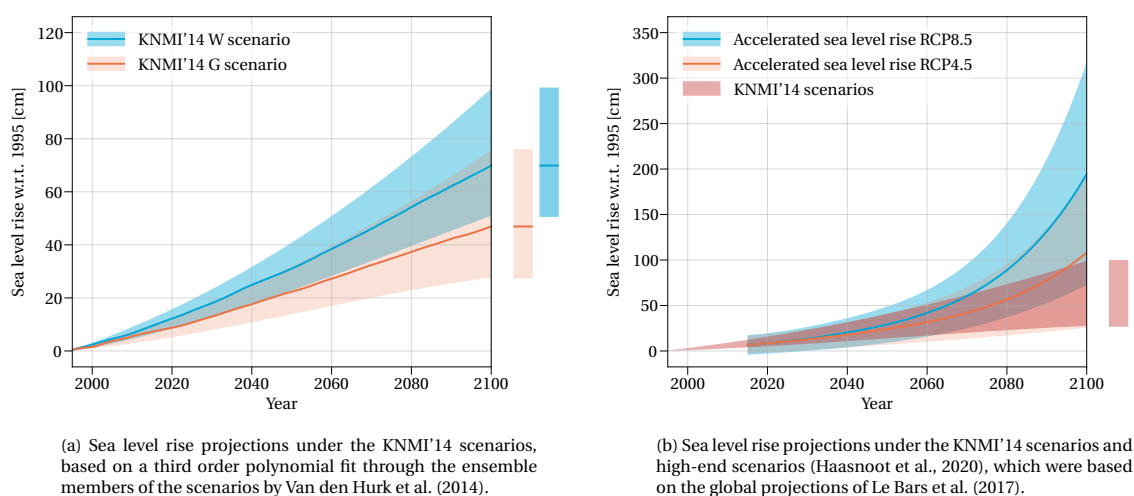 120
100
80
60
40
20
0
Sea level rise w.r.t. 1995 [cm]
KNMI'14 W scenario
KNMI'14 G scenario
2000 2020 2040 2060 2080 2100
Year
(a) Sea level rise projections under the KNMI'14 scenarios,
based on a third order polynomial fit through the ensemble
members of the scenarios by Van den Hurk et al. (2014).
350
300
250
200
150
100
50
0
Sea level rise w.r.t. 1995 [cm]
Accelerated sea level rise RCP8.5
Accelerated sea level rise RCP4.5
KNMI'14 scenarios
2000 2020 2040 2060 2080 2100
Year
(b) Sea level rise projections under the KNMI'14 scenarios and
high-end scenarios (Haasnoot et al., 2020), which were based
on the global projections of Le Bars et al. (2017).